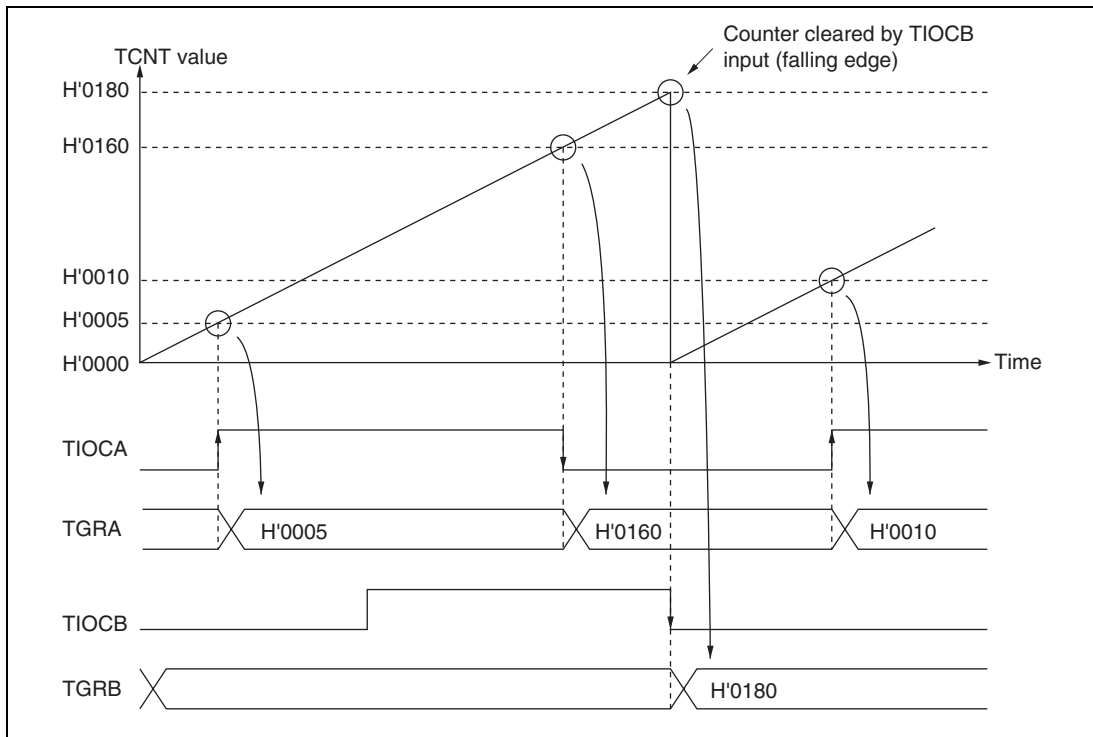 Counter cleared by TIOCB
input (falling edge)
TCNT value
H'0180
H'0160
H'0010
H'0005
H'0000
Time
TIOCA
TGRA
H'0005
H'0160
H'0010
TIOCB
TGRB
H'0180